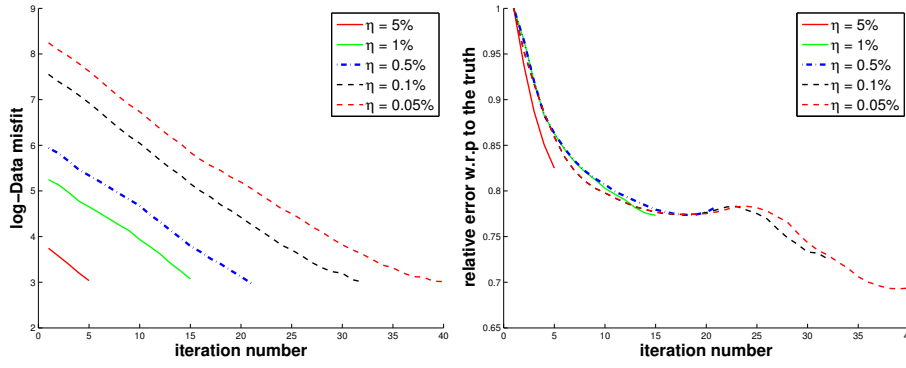 log−Data misfit
9
8
7
6
5
4
3
2
0 5 10 15 20 25 30 35 40
iteration number
η = 5%
η = 1%
η = 0.5%
η = 0.1%
η = 0.05%
relative error w.r.p to the truth
1
0.95
0.9
0.85
0.8
0.75
0.7
0.65
0 5 10 15 20 25 30 35 40
iteration number
η = 5%
η = 1%
η = 0.5%
η = 0.1%
η = 0.05%